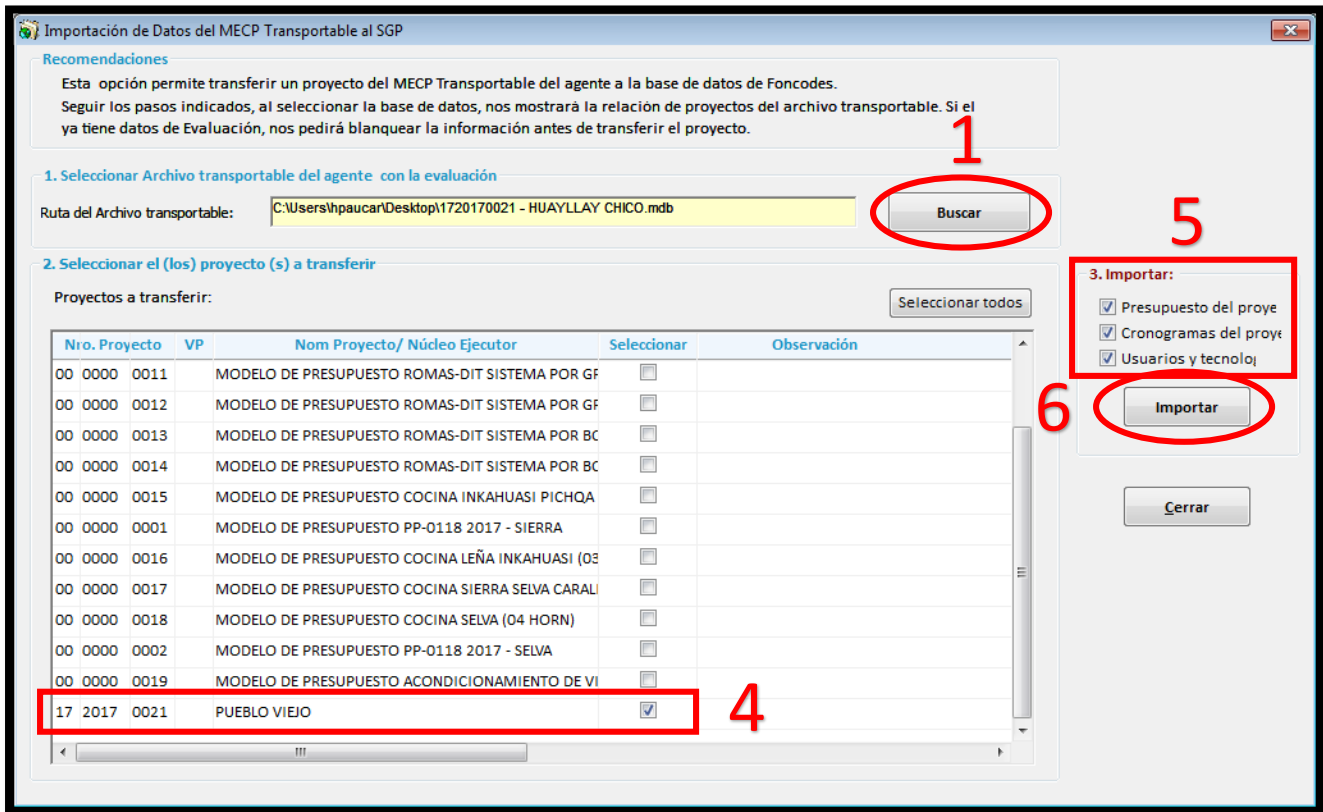 Importación de Datos del MECP Transportable al SGP
Recomendaciones
Esta opción permite transferir un proyecto del MECP Transportable del agente a la base de datos de Foncodes.
Seguir los pasos indicados, al seleccionar la base de datos, nos mostrará la relación de proyectos del archivo transportable. Si el
ya tiene datos de Evaluación, nos pedirá blanquear la información antes de transferir el proyecto.
1
1. Seleccionar Archivo transportable del agente con la evaluación
Ruta del Archivo transportable: C:\Users\hpaucar\Desktop\1720170021 - HUAYLLAY CHICO.mdb Buscar
5
2. Seleccionar el (los) proyecto (s) a transferir
Proyectos a transferir: Seleccionar todos
Nro. Proyecto VP Nom Proyecto/ Núcleo Ejecutor Seleccionar Observación
00 0000 0011 MODELO DE PRESUPUESTO ROMAS-DIT SISTEMA POR GR
00 0000 0012 MODELO DE PRESUPUESTO ROMAS-DIT SISTEMA POR GR
00 0000 0013 MODELO DE PRESUPUESTO ROMAS-DIT SISTEMA POR BO
00 0000 0014 MODELO DE PRESUPUESTO ROMAS-DIT SISTEMA POR BO
00 0000 0015 MODELO DE PRESUPUESTO COCINA INKAHUASI PICHQA
00 0000 0001 MODELO DE PRESUPUESTO PP-0118 2017 - SIERRA
00 0000 0016 MODELO DE PRESUPUESTO COCINA LEÑA INKAHUASI (03
00 0000 0017 MODELO DE PRESUPUESTO COCINA SIERRA SELVA CARALI
00 0000 0018 MODELO DE PRESUPUESTO COCINA SELVA (04 HORN)
00 0000 0002 MODELO DE PRESUPUESTO PP-0118 2017 - SELVA
00 0000 0019 MODELO DE PRESUPUESTO ACONDICIONAMIENTO DE VI
17 2017 0021 PUEBLO VIEJO
4
3. Importar:
Presupuesto del proye
Cronogramas del proye
Usuarios y tecnolo
6
Importar
Cerrar